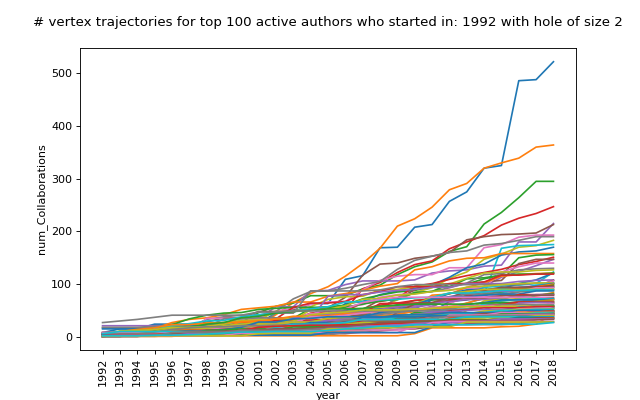 # vertex trajectories for top 100 active authors who started in: 1992 with hole of size 2
num_Collaborations
500
400
300
200
100
0
1992 1993 1994 1995 1996 1997 1998 1999 2000 2001 2002 2003 2004 2005 2006 2007 2008 2009 2010 2011 2012 2013 2014 2015 2016 2017 2018
year